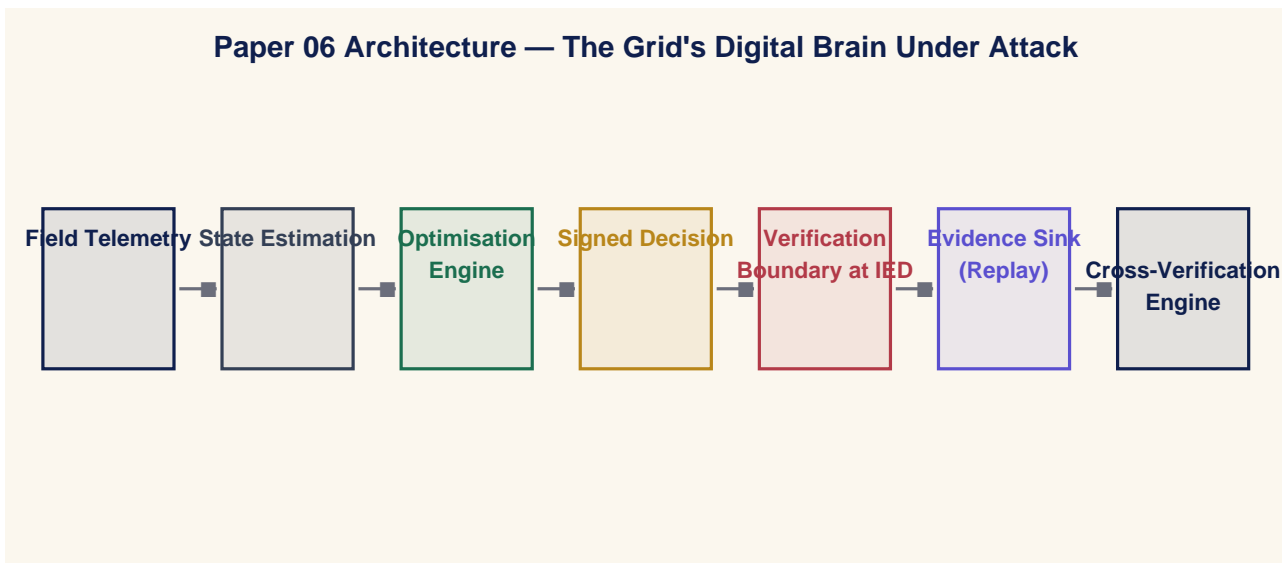 Paper 06 Architecture — The Grid's Digital Brain Under Attack
Field Telemetry
State Estimation
Optimisation
Engine
Signed Decision
Verification
Boundary at IED
Evidence Sink
(Replay)
Cross-Verification
Engine